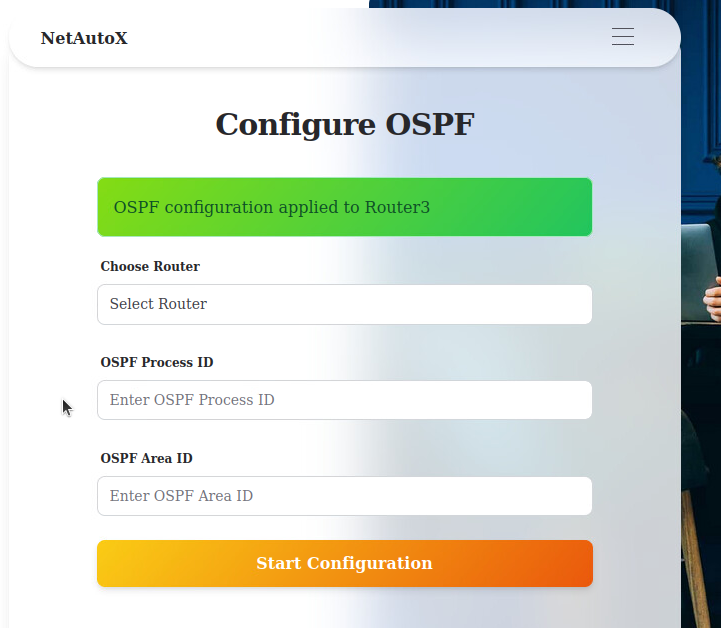 NetAutoX
Configure OSPF
OSPF configuration applied to Router3
Choose Router
Select Router
OSPF Process ID
Enter OSPF Process ID
OSPF Area ID
Enter OSPF Area ID
Start Configuration